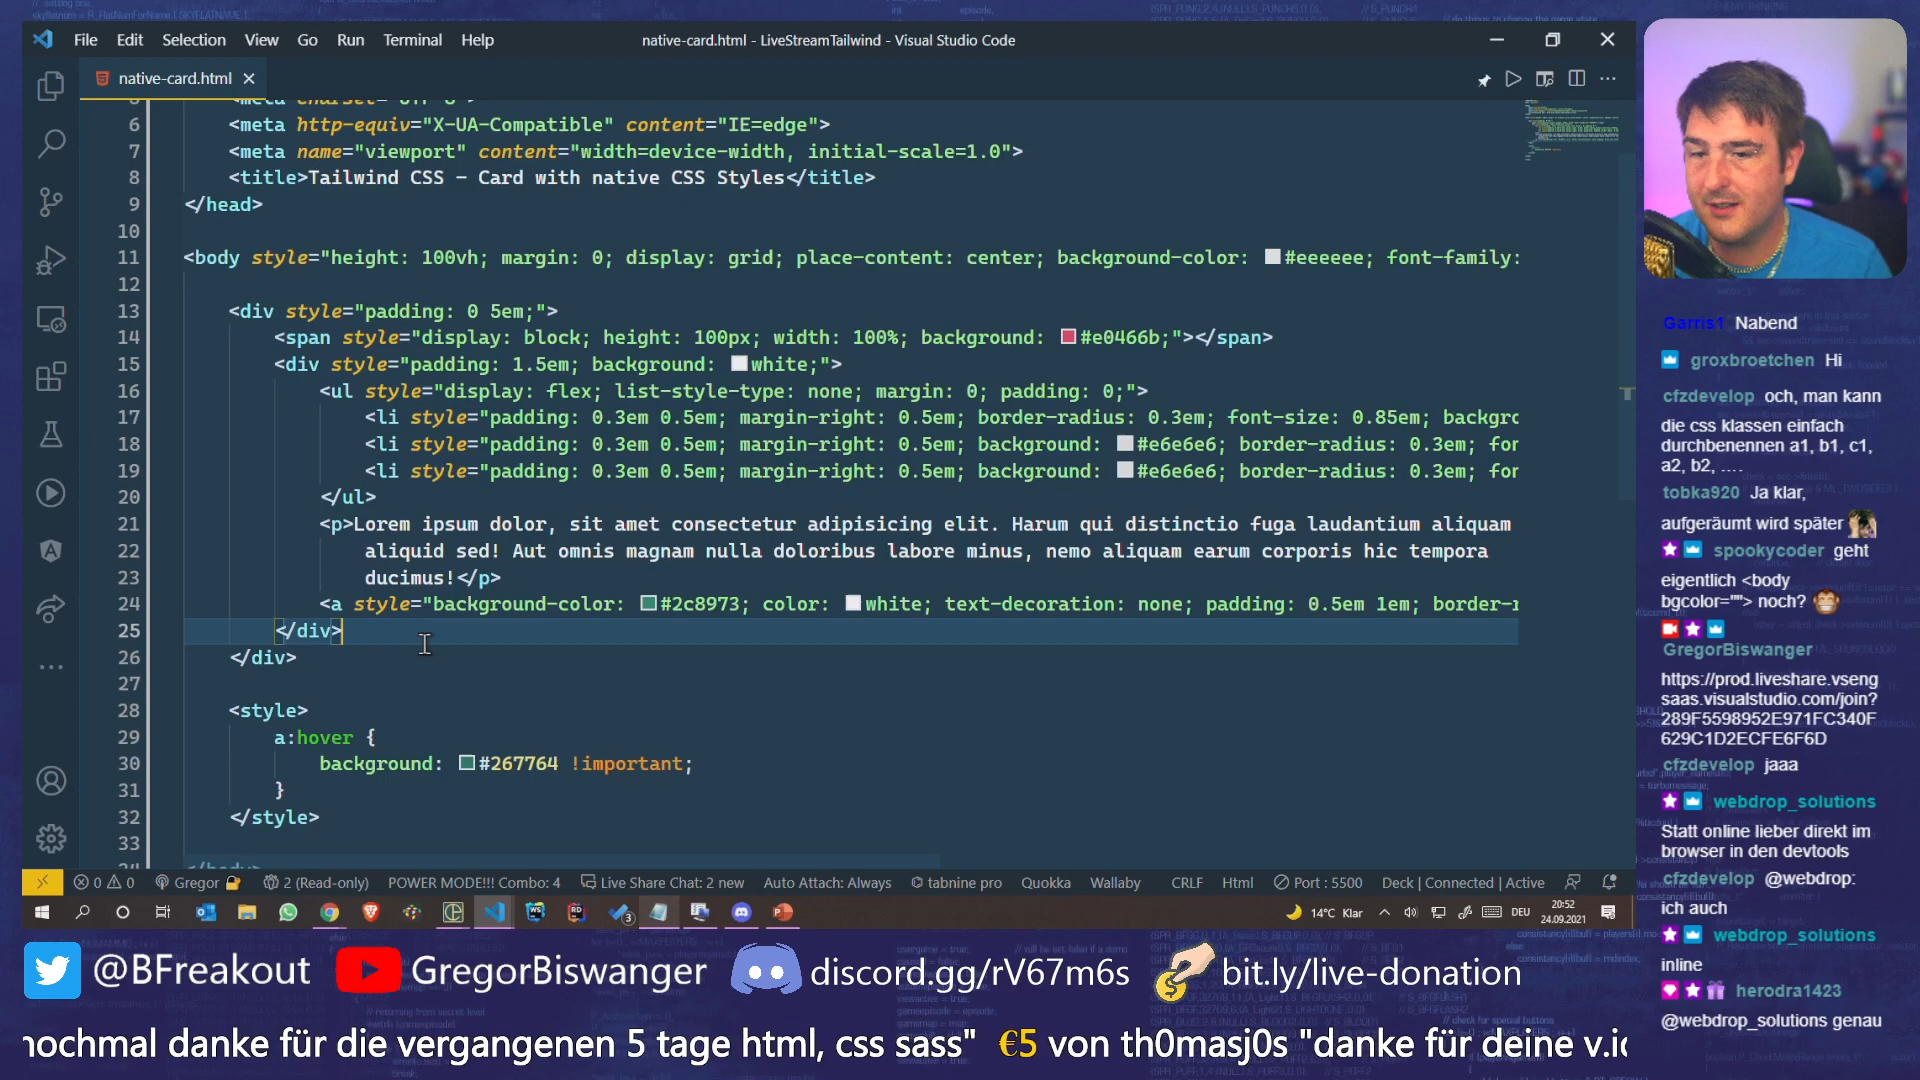 File Edit Selection View Go Run Terminal Help
native-card.html - LiveStreamTailwind - Visual Studio Code
native-card.html
6 <meta http-equiv="X-UA-Compatible" content="IE=edge">
7 <meta name="viewport" content="width=device-width, initial-scale=1.0">
8 <title>Tailwind CSS - Card with native CSS Styles</title>
9 </head>
10
11 <body style="height: 100vh; margin: 0; display: grid; place-content: center; background-color: #eeeeee; font-family:
12
13 <div style="padding: 0 5em;">
14 <span style="display: block; height: 100px; width: 100%; background: #e0466b;"></span>
15 <div style="padding: 1.5em; background: white;">
16 <ul style="display: flex; list-style-type: none; margin: 0; padding: 0;">
17 <li style="padding: 0.3em 0.5em; margin-right: 0.5em; border-radius: 0.3em; font-size: 0.85em; backgro
18 <li style="padding: 0.3em 0.5em; margin-right: 0.5em; background: #e6e6e6; border-radius: 0.3em; for
19 <li style="padding: 0.3em 0.5em; margin-right: 0.5em; background: #e6e6e6; border-radius: 0.3em; for
20 </ul>
21 <p>Lorem ipsum dolor, sit amet consectetur adipisicing elit. Harum qui distinctio fuga laudantium aliquam
22 aliquid sed! Aut omnis magnam nulla doloribus labore minus, nemo aliquam earum corporis hic tempora
23 ducimus!</p>
24 <a style="background-color: #2c8973; color: white; text-decoration: none; padding: 0.5em 1em; border-r
25 </div>
26 </div>
27
28 <style>
29 a:hover {
30 background: #267764 !important;
31 }
32 </style>
33
0 0 Gregor 2 (Read-only) POWER MODE!!! Combo: 4 Live Share Chat: 2 new Auto Attach: Always tabnine pro Quokka Wallaby CRLF Html Port : 5500 Deck | Connected | Active
3 14°C Klar DEU 20:52
24.09.2021
Garris1 Nabend
groxbroetchen Hi
cfzdevelop och, man kann
die css klassen einfach
durchbenennen a1, b1, c1,
a2, b2, ....
tobka920 Ja klar,
aufgeräumt wird später
spookycoder geht
eigentlich <body
bgcolor=""> noch?
GregorBiswanger
https://prod.liveshare.vseng
saas.visualstudio.com/join?
289F5598952E971FC340F
629C1D2ECFE6F6D
cfzdevelop jaaa
webdrop_solutions
Statt online lieber direkt im
browser in den devtools
cfzdevelop @webdrop:
ich auch
webdrop_solutions
inline
herodra1423
@webdrop_solutions genau
@BFreakout GregorBiswanger discord.gg/rV67m6s bit.ly/live-donation
nochmal danke für die vergangenen 5 tage html, css sass" €5 von th0masj0s "danke für deine v.